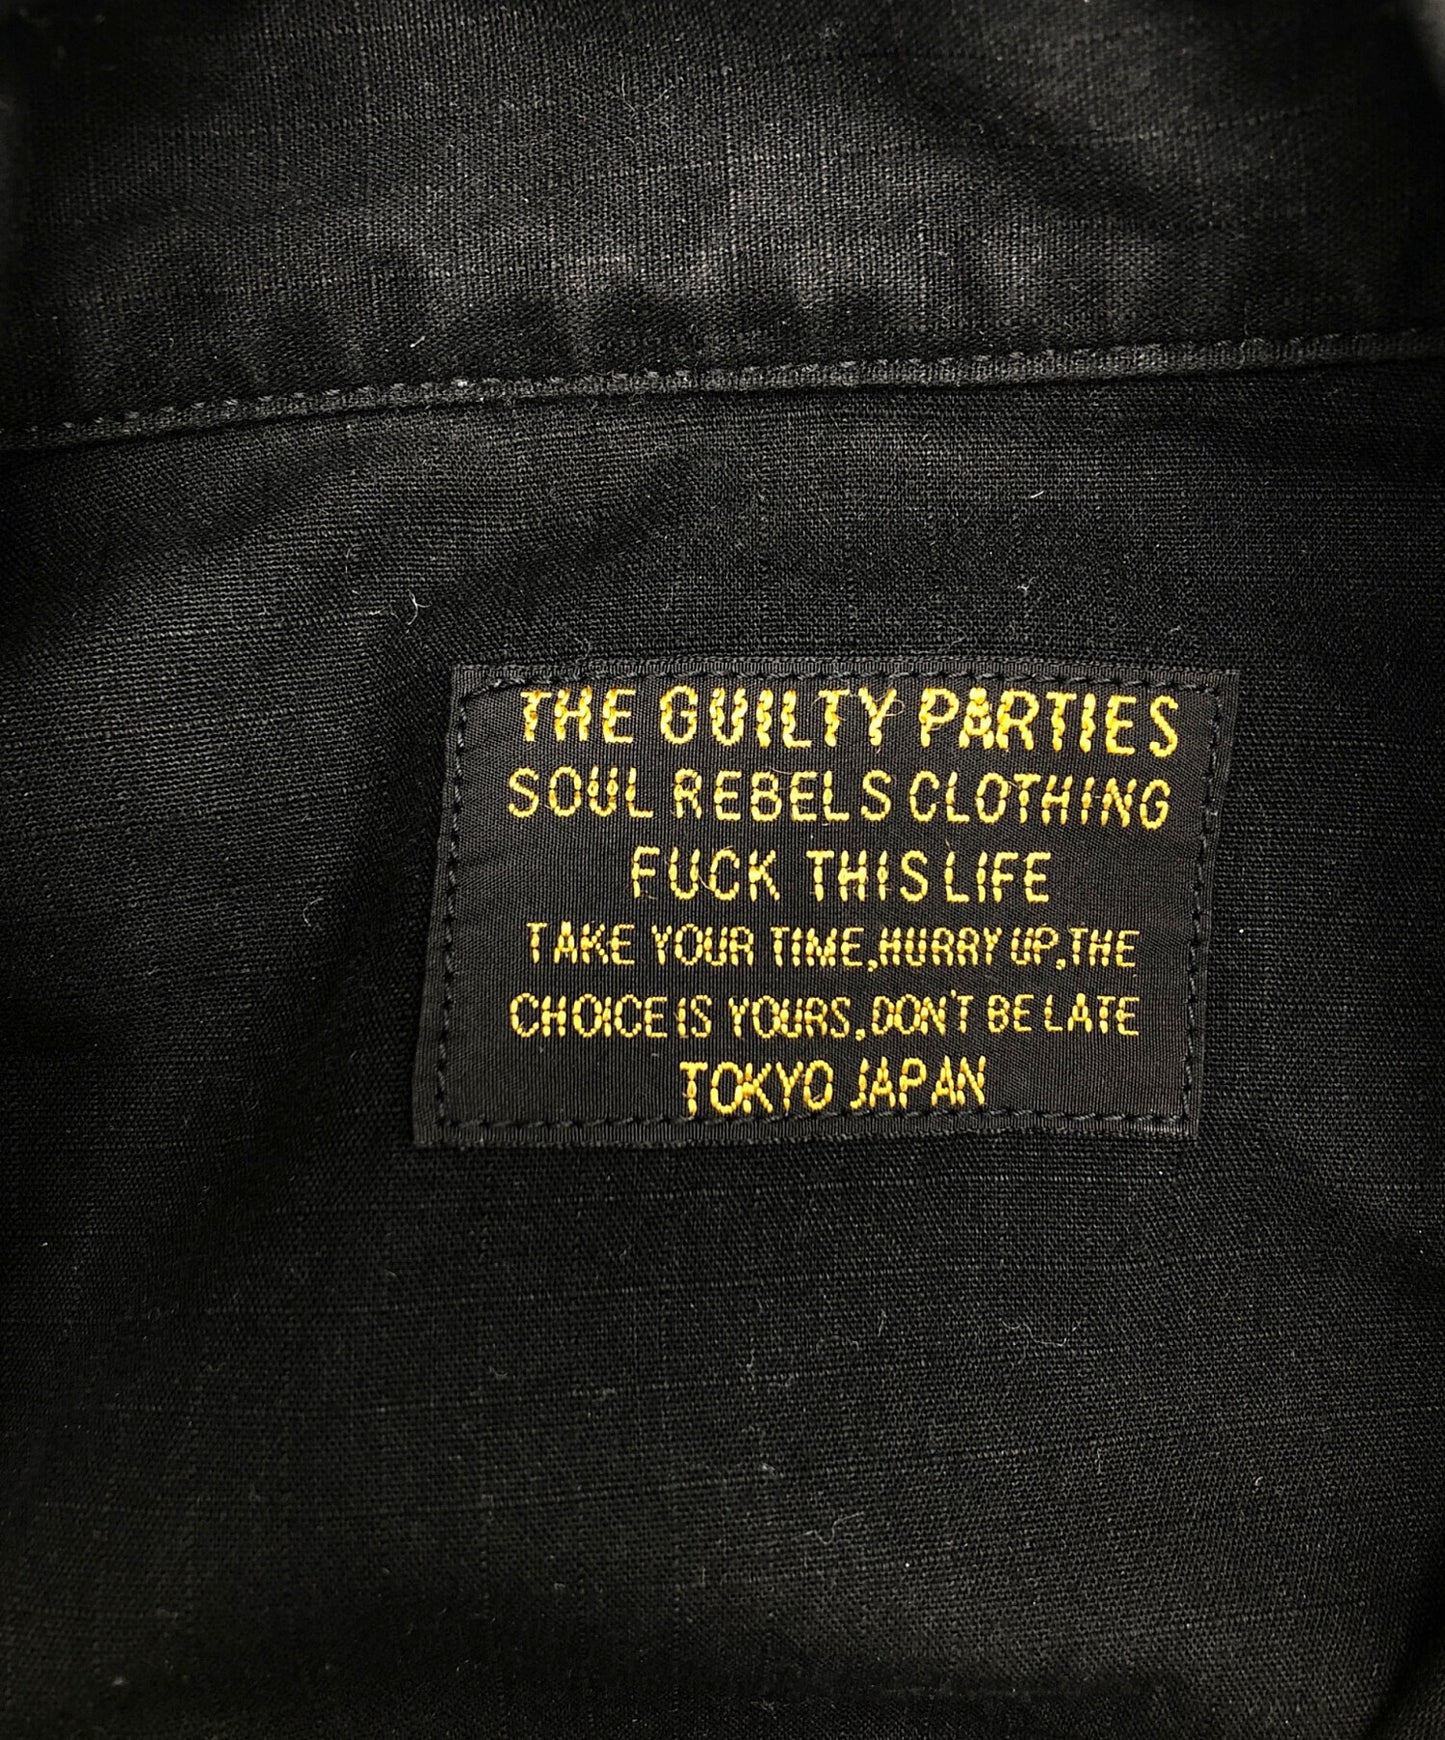 THE GUILTY PARTIES
SOUL REBELS CLOTHING
FUCK THIS LIFE
TAKE YOUR TIME,HURRY UP,THE
CHOICE IS YOURS,DON'T BE LATE
TOKYO JAPAN